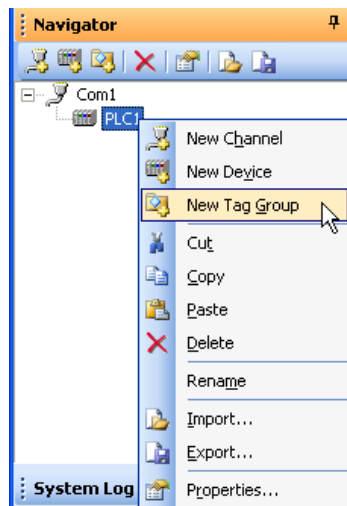 Navigator
Com1
PLC1
New Channel
New Device
New Tag Group
Cut
Copy
Paste
Delete
Rename
Import...
Export...
System Log
Properties...